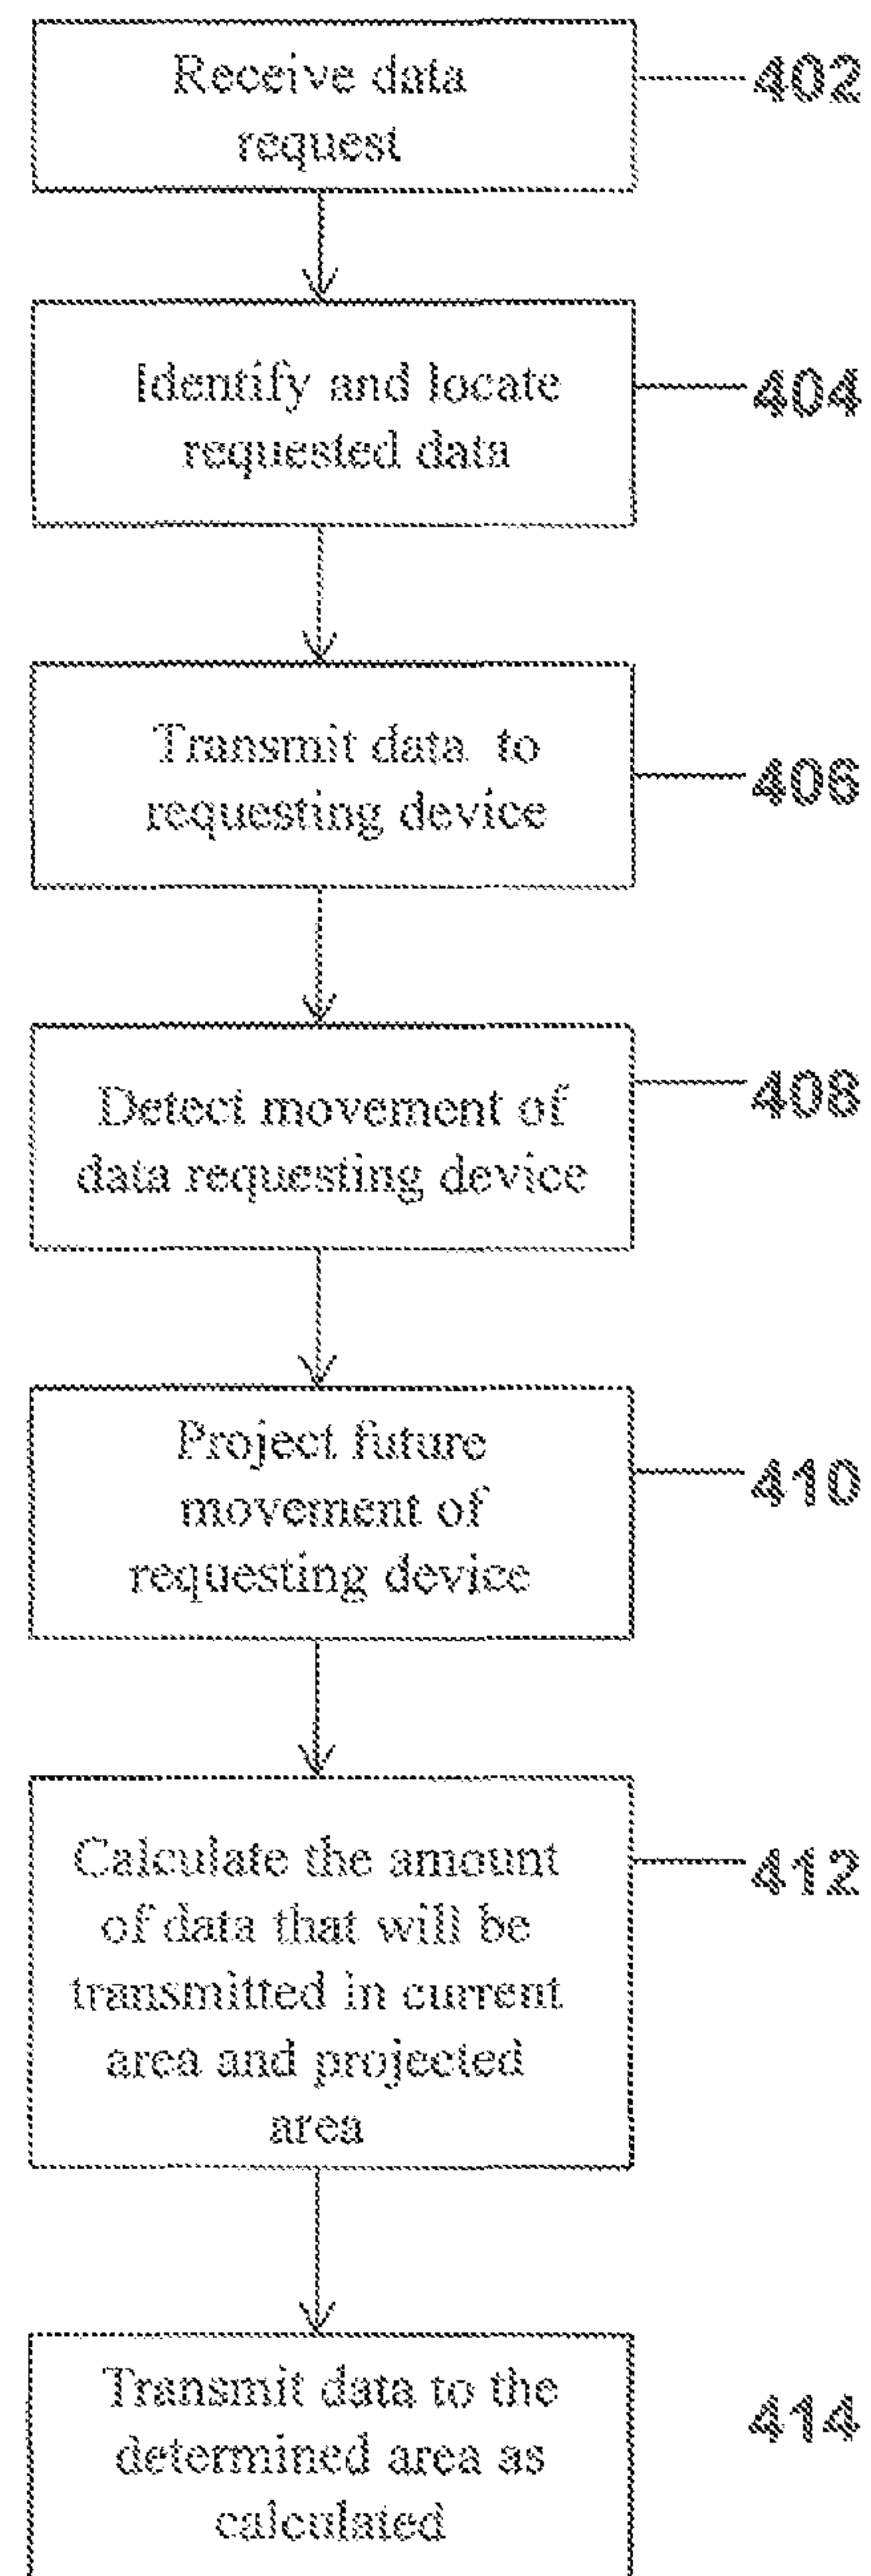 Receive data
request
402
Identify and locate
requested data
404
Transmit data to
requesting device
406
Detect movement of
data requesting device
408
Project future
movement of
requesting device
410
Calculate the amount
of data that will be
transmitted in current
area and projected
area
412
Transmit data to the
determined area as
calculated
414